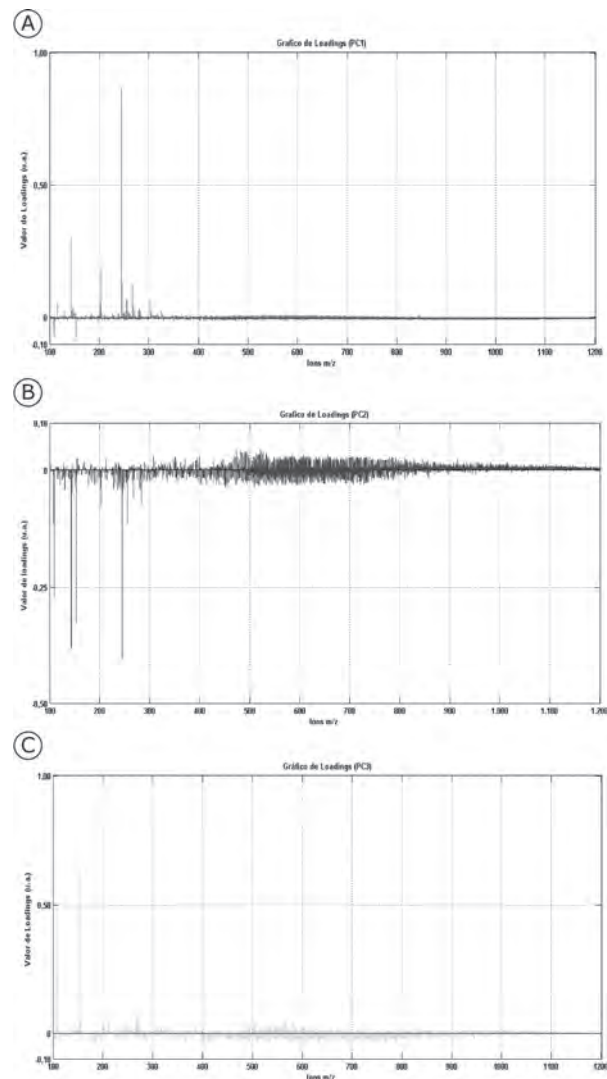 A
Grafico de Loadings (PC1)
1,00
0,50
0
-0,10
Valor de Loadings (u.a.)
100 200 300 400 500 600 700 800 900 1000 1100 1200
Ions m/z
B
Grafico de Loadings (PC2)
0,10
0
-0,25
-0,50
Valor de loadings (u.a.)
100 200 300 400 500 600 700 800 900 1.000 1.100 1.200
Ions m/z
C
Gráfico de Loadings (PC3)
1,00
0,50
0
-0,10
Valor de Loadings (u.a.)
100 200 300 400 500 600 700 800 900 1000 1100 1200
Ions m/z